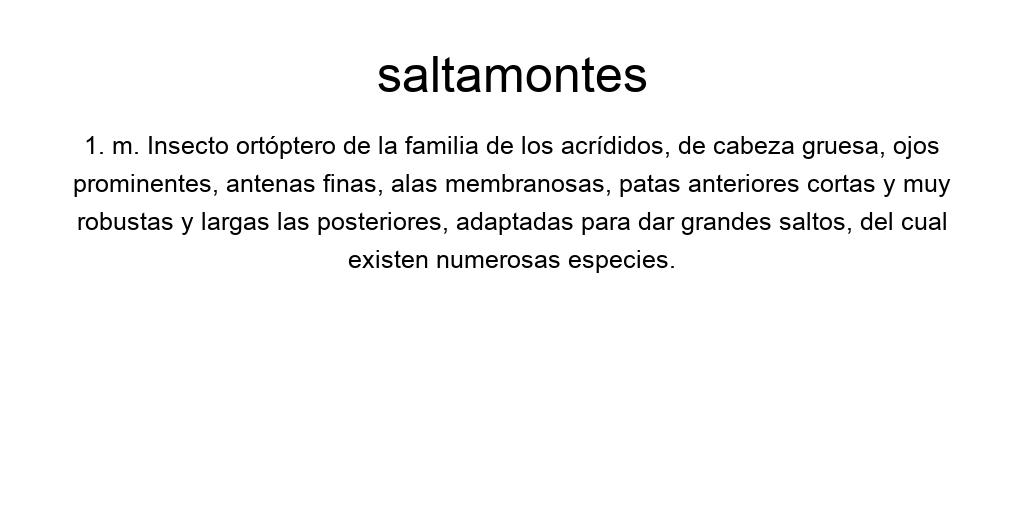 saltamontes
1. m. Insecto ortóptero de la familia de los acrídidos, de cabeza gruesa, ojos
prominentes, antenas finas, alas membranosas, patas anteriores cortas y muy
robustas y largas las posteriores, adaptadas para dar grandes saltos, del cual
existen numerosas especies.